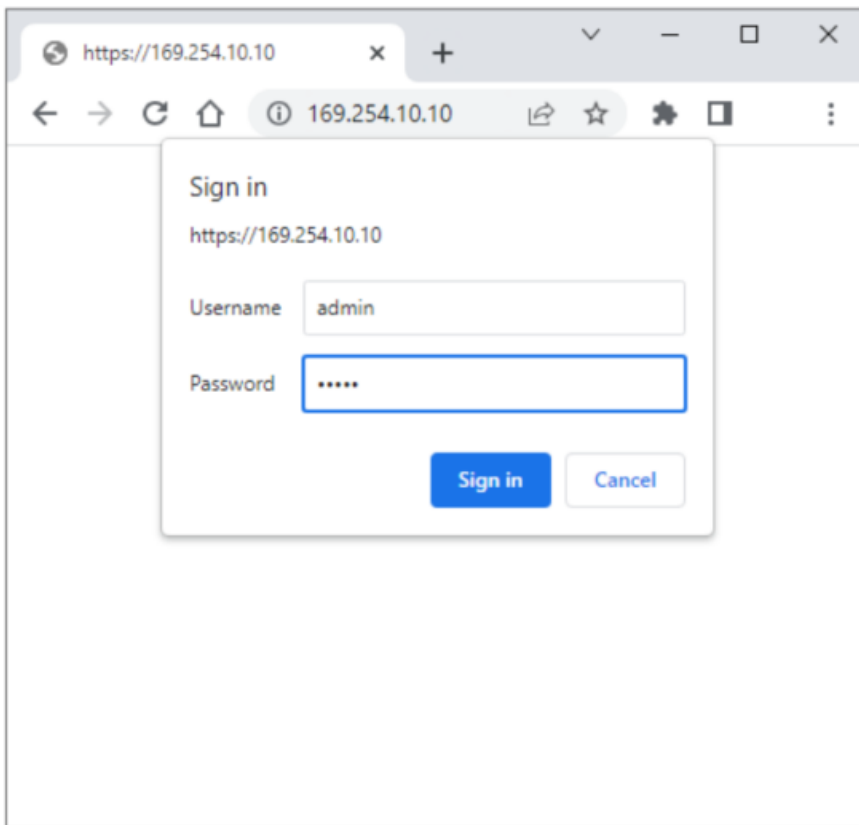 https://169.254.10.10
169.254.10.10
Sign in
https://169.254.10.10
Username admin
Password •••••
Sign in Cancel